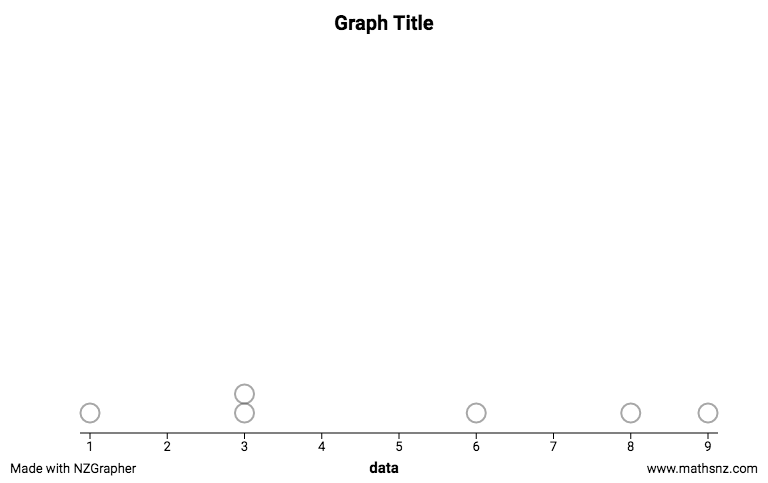 Graph Title
1 2 3 4 5 6 7 8 9
data
Made with NZGrapher
www.mathsnz.com